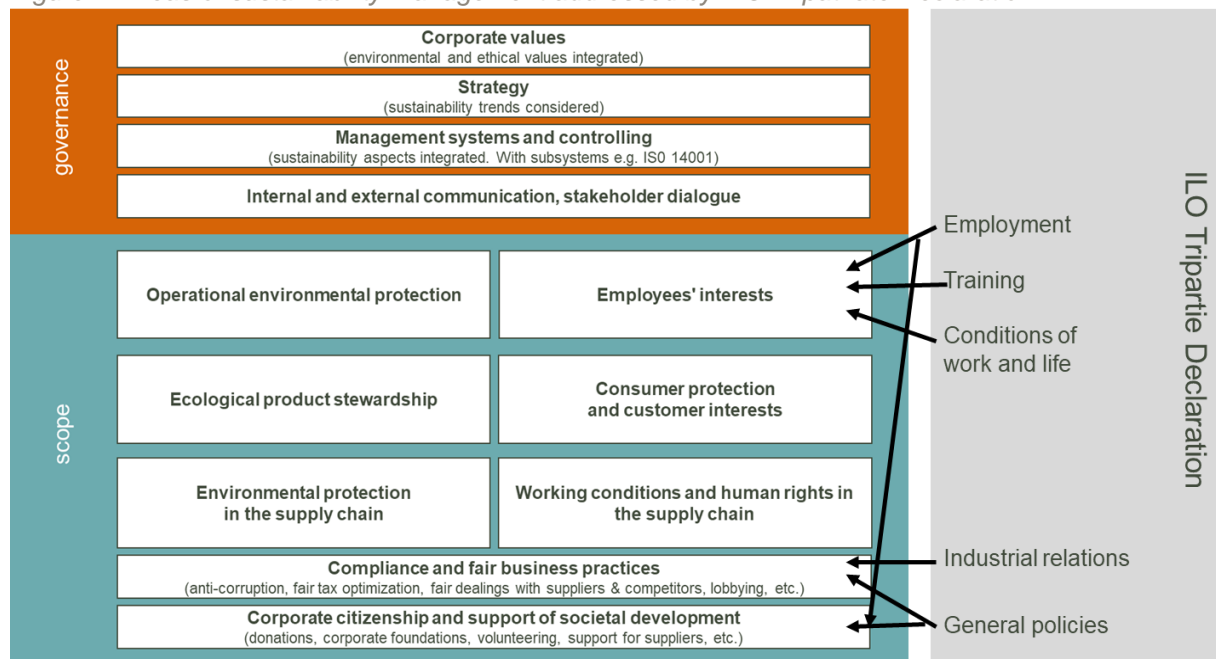 governance
Corporate values
(environmental and ethical values integrated)
Strategy
(sustainability trends considered)
Management systems and controlling
(sustainability aspects integrated. With subsystems e.g. IS0 14001)
Internal and external communication, stakeholder dialogue
scope
Operational environmental protection
Employees' interests
Ecological product stewardship
Consumer protection
and customer interests
Environmental protection
in the supply chain
Working conditions and human rights in
the supply chain
Compliance and fair business practices
(anti-corruption, fair tax optimization, fair dealings with suppliers & competitors, lobbying, etc.)
Corporate citizenship and support of societal development
(donations, corporate foundations, volunteering, support for suppliers, etc.)
Employment
Training
Conditions of
work and life
Industrial relations
General policies
ILO Tripartie Declaration